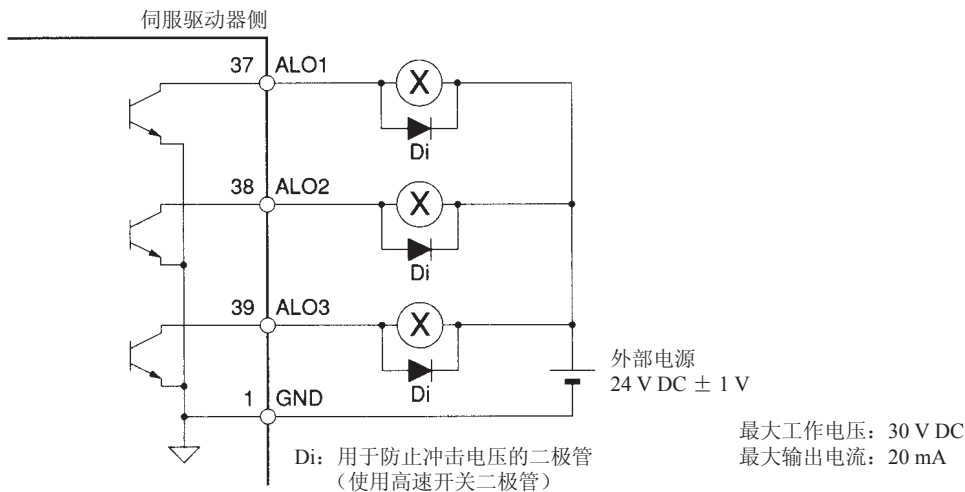 伺服驱动器侧
37 ALO1
X
Di
38 ALO2
X
Di
39 ALO3
X
Di
外部电源
24 V DC ± 1 V
1 GND
Di：用于防止冲击电压的二极管
（使用高速开关二极管）
最大工作电压：30 V DC
最大输出电流：20 mA